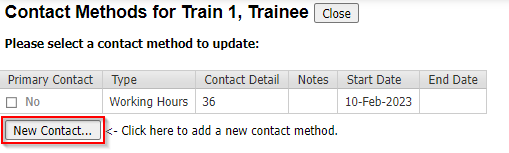 Contact Methods for Train 1, Trainee Close
Please select a contact method to update:
Primary Contact Type Contact Detail Notes Start Date End Date
No Working Hours 36 10-Feb-2023
New Contact... <- Click here to add a new contact method.